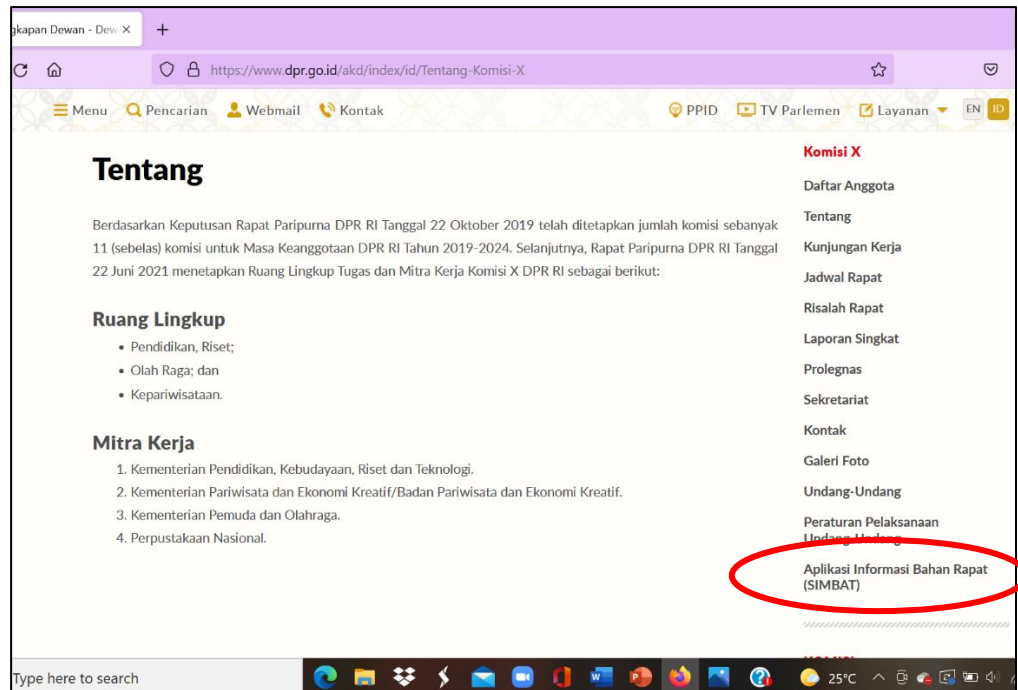 gkapan Dewan - Dew
https://www.dpr.go.id/akd/index/id/Tentang-Komisi-X
Menu Pencarian Webmail Kontak PPID TV Parlemen Layanan EN ID
Tentang
Berdasarkan Keputusan Rapat Paripurna DPR RI Tanggal 22 Oktober 2019 telah ditetapkan jumlah komisi sebanyak
11 (sebelas) komisi untuk Masa Keanggotaan DPR RI Tahun 2019-2024. Selanjutnya, Rapat Paripurna DPR RI Tanggal
22 Juni 2021 menetapkan Ruang Lingkup Tugas dan Mitra Kerja Komisi X DPR RI sebagai berikut:
Ruang Lingkup
• Pendidikan, Riset;
• Olah Raga; dan
• Kepariwisataan.
Mitra Kerja
1. Kementerian Pendidikan, Kebudayaan, Riset dan Teknologi.
2. Kementerian Pariwisata dan Ekonomi Kreatif/Badan Pariwisata dan Ekonomi Kreatif.
3. Kementerian Pemuda dan Olahraga.
4. Perpustakaan Nasional.
Komisi X
Daftar Anggota
Tentang
Kunjungan Kerja
Jadwal Rapat
Risalah Rapat
Laporan Singkat
Prolegnas
Sekretariat
Kontak
Galeri Foto
Undang-Undang
Peraturan Pelaksanaan
Undang-Undang
Aplikasi Informasi Bahan Rapat
(SIMBAT)
Type here to search
25°C